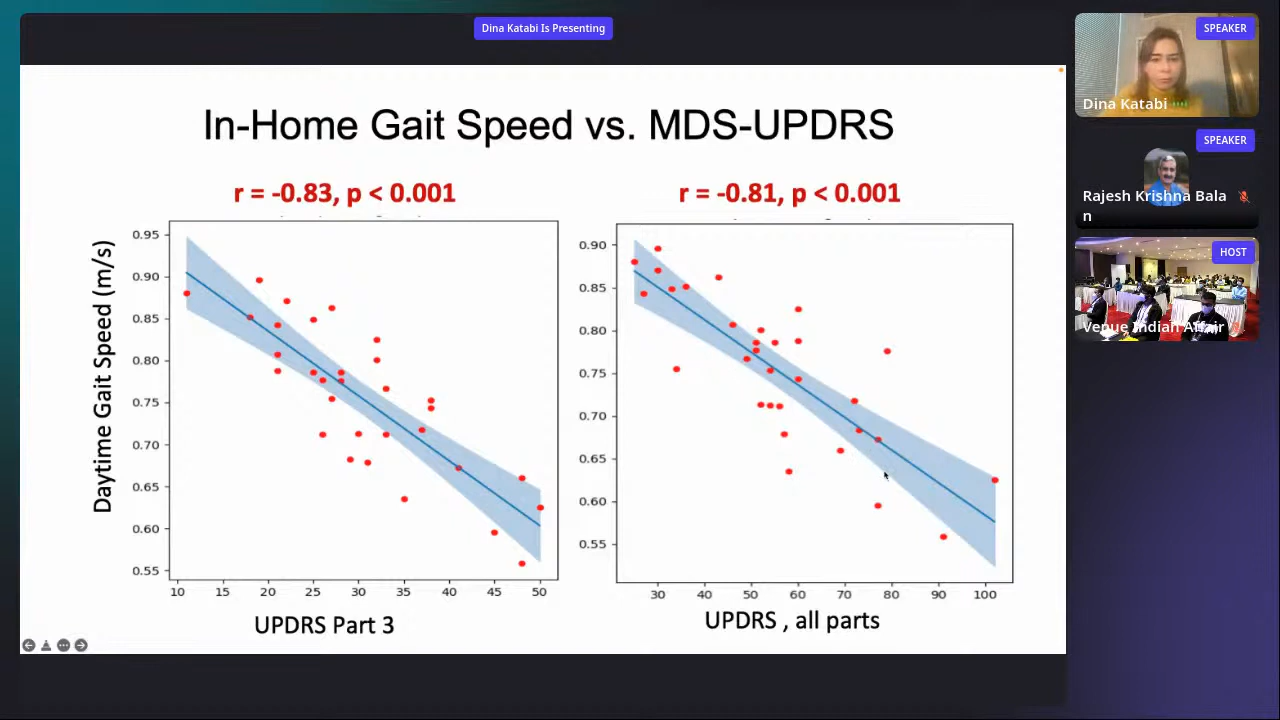 Dina Katabi Is Presenting
In-Home Gait Speed vs. MDS-UPDRS
r = -0.83, p < 0.001
r = -0.81, p < 0.001
Daytime Gait Speed (m/s)
0.95
0.90
0.85
0.80
0.75
0.70
0.65
0.60
0.55
10 15 20 25 30 35 40 45 50
UPDRS Part 3
0.90
0.85
0.80
0.75
0.70
0.65
0.60
0.55
30 40 50 60 70 80 90 100
UPDRS , all parts
SPEAKER
Dina Katabi
SPEAKER
Rajesh Krishna Bala
n
HOST
Venue Indian Affair